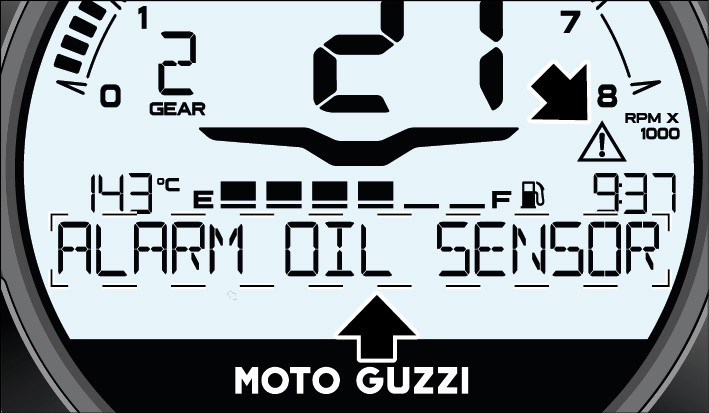 1
7
2
21
0
GEAR
8
RPM X
1000
143 °C
E
F
9:37
ALARM OIL SENSOR
MOTO GUZZI